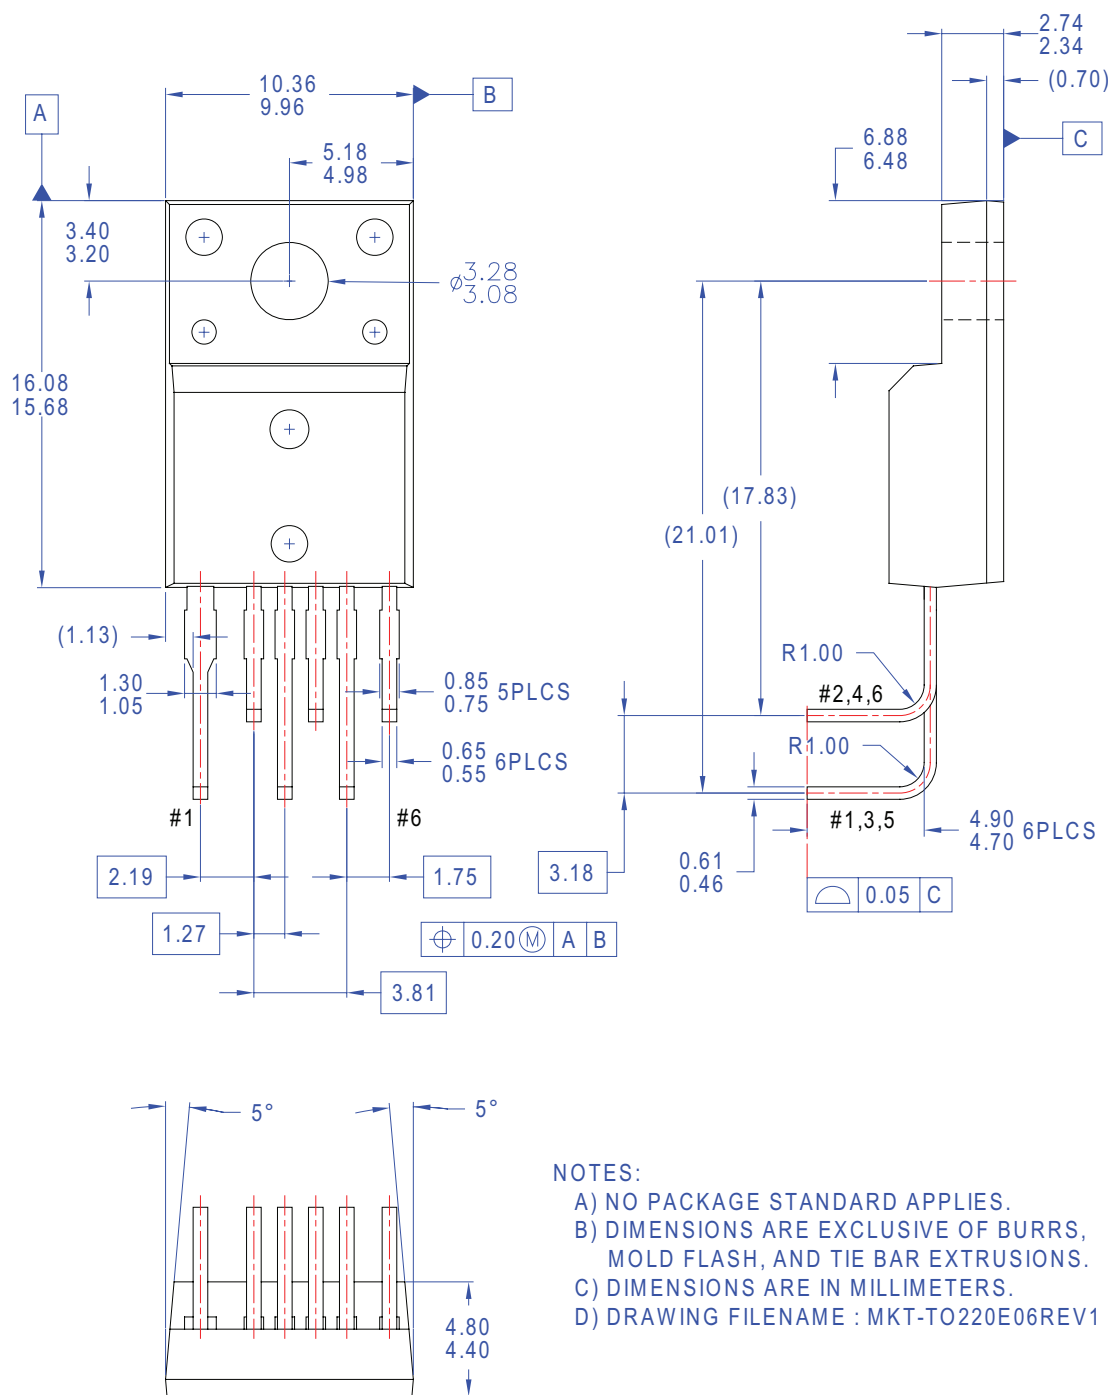 2.74
2.34
(0.70)
10.36
9.96
B
A
5.18
4.98
6.88
6.48
C
3.40
3.20
ø3.28
3.08
16.08
15.68
(17.83)
(21.01)
(1.13)
R1.00
1.30
1.05
0.85
0.75 5PLCS
#2,4,6
0.65
0.55 6PLCS
R1.00
#1
#6
#1,3,5
4.90
4.70 6PLCS
2.19
1.75
3.18
0.61
0.46
0.05 C
1.27
0.20 Ⓜ A B
3.81
5°
5°
4.80
4.40
NOTES:
A) NO PACKAGE STANDARD APPLIES.
B) DIMENSIONS ARE EXCLUSIVE OF BURRS,
MOLD FLASH, AND TIE BAR EXTRUSIONS.
C) DIMENSIONS ARE IN MILLIMETERS.
D) DRAWING FILENAME : MKT-TO220E06REV1